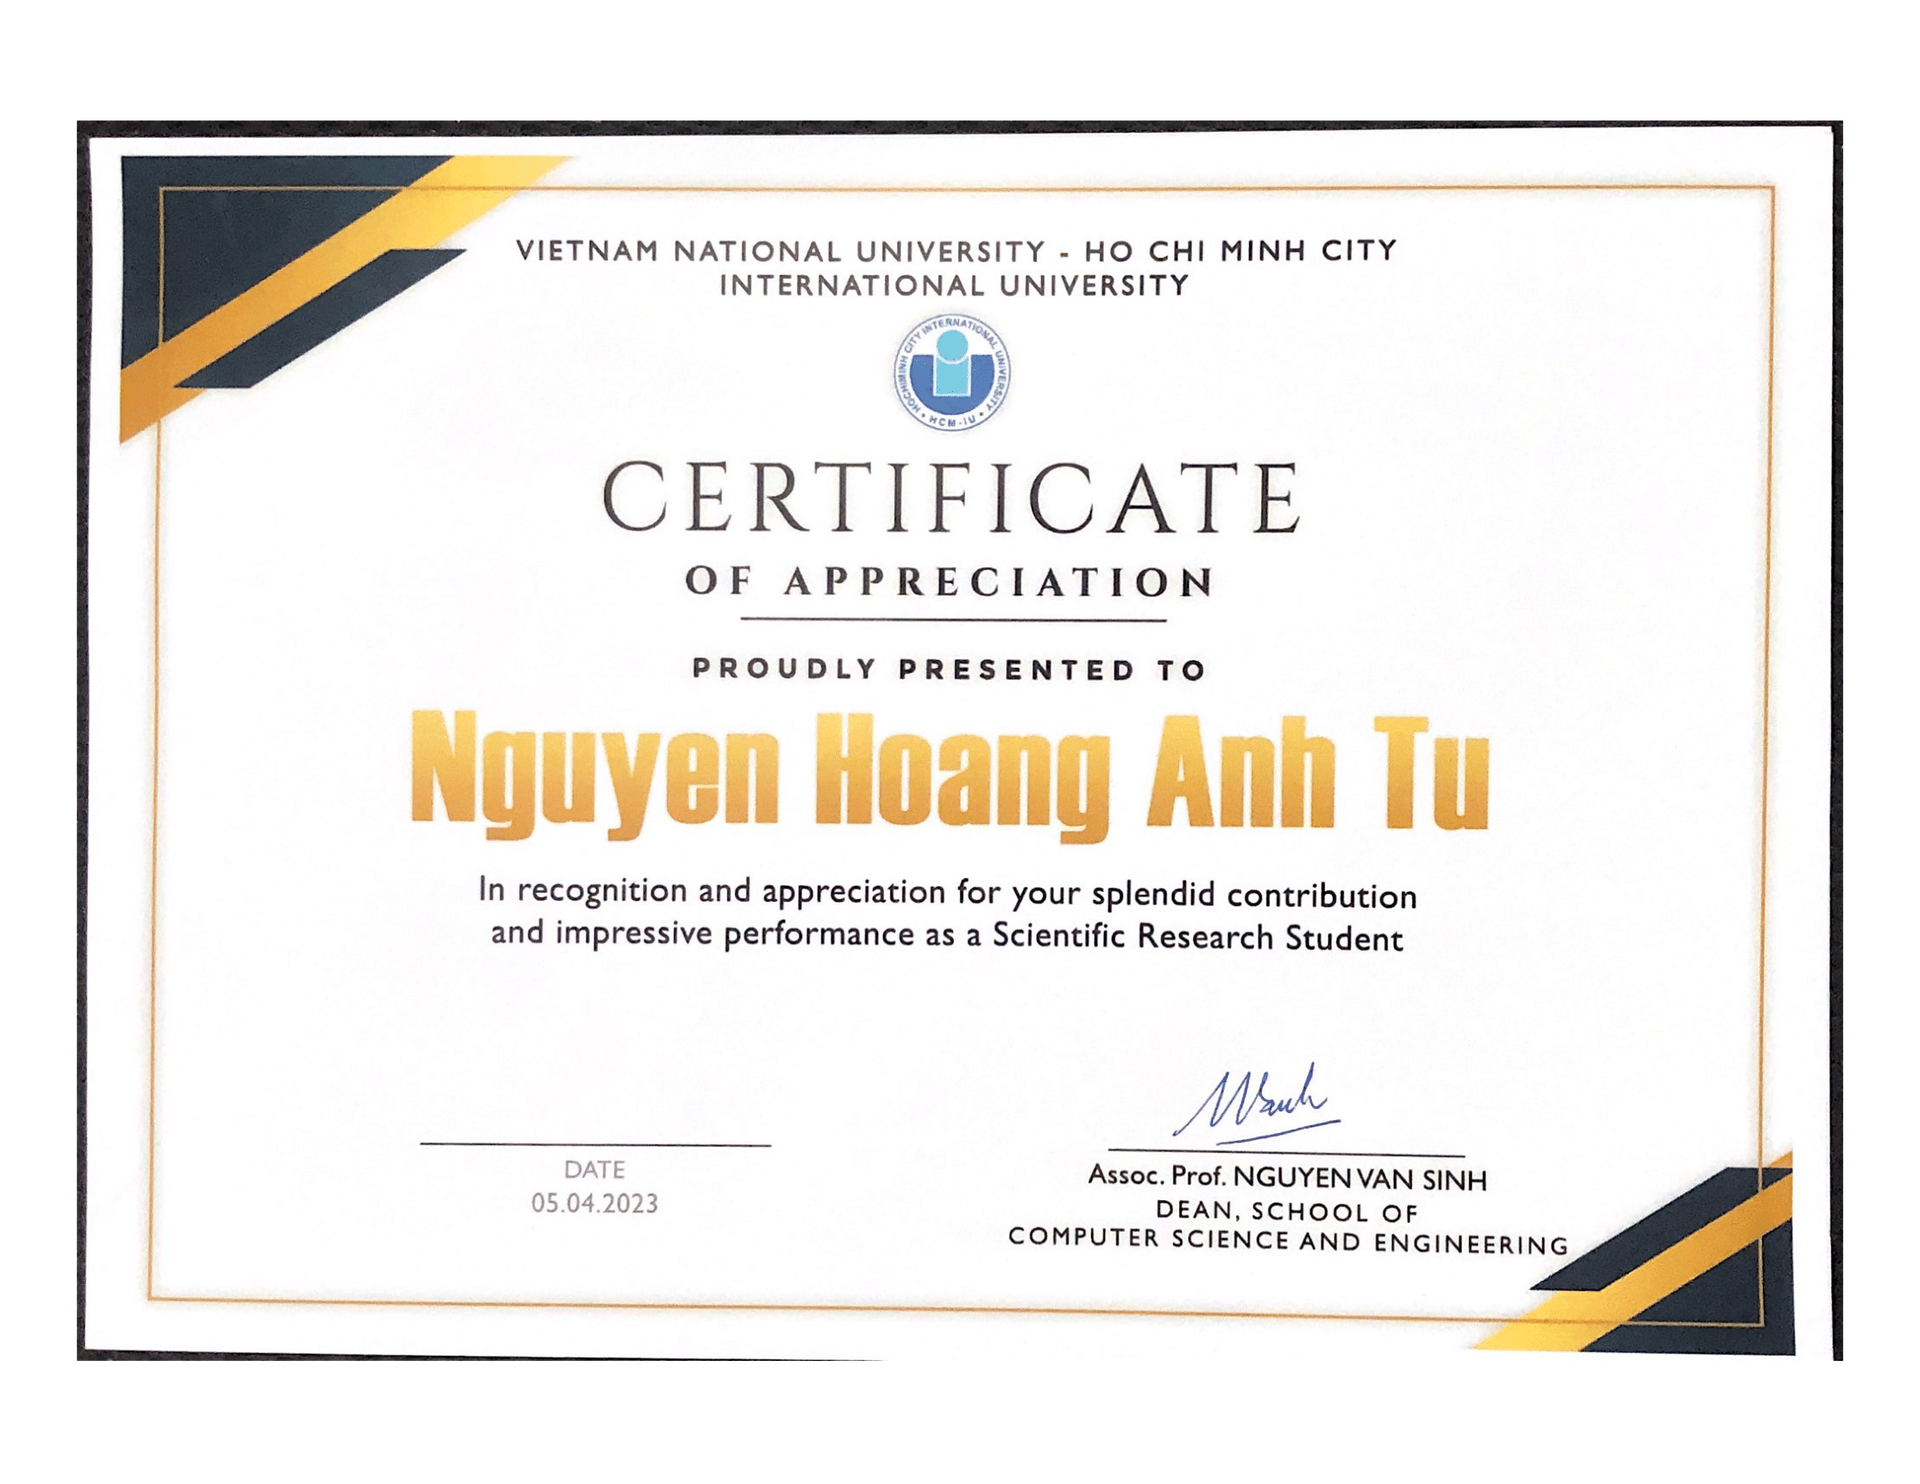 VIETNAM NATIONAL UNIVERSITY - HO CHI MINH CITY
INTERNATIONAL UNIVERSITY
HOCHIMINH CITY INTERNATIONAL UNIVERSITY
• HCM-IU •
CERTIFICATE
OF APPRECIATION
PROUDLY PRESENTED TO
Nguyen Hoang Anh Tu
In recognition and appreciation for your splendid contribution
and impressive performance as a Scientific Research Student
DATE
05.04.2023
Assoc. Prof. NGUYEN VAN SINH
DEAN, SCHOOL OF
COMPUTER SCIENCE AND ENGINEERING